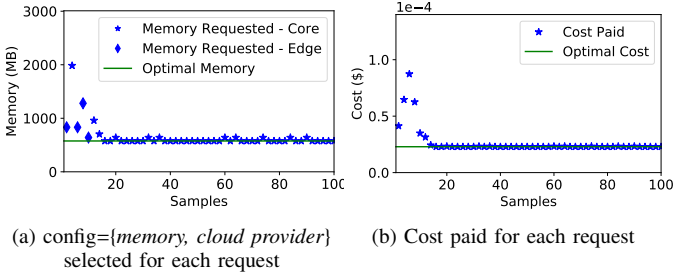 3000
2000
1000
0
Memory (MB)
Memory Requested - Core
Memory Requested - Edge
Optimal Memory
20 40 60 80 100
Samples
(a) config={memory, cloud provider}
selected for each request
1e−4
1.0
0.5
0.0
Cost ($)
Cost Paid
Optimal Cost
20 40 60 80 100
Samples
(b) Cost paid for each request